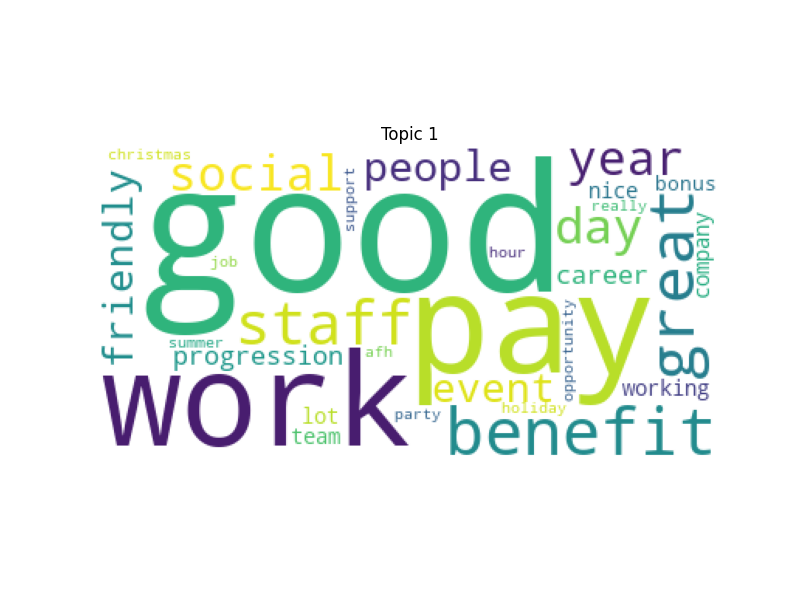 Topic 1
christmas
social
people
year
friendly
support
nice
bonus
really
good
day
great
company
job
hour
career
staff
pay
summer
progression
afh
opportunity
work
event
working
lot
party
holiday
team
benefit